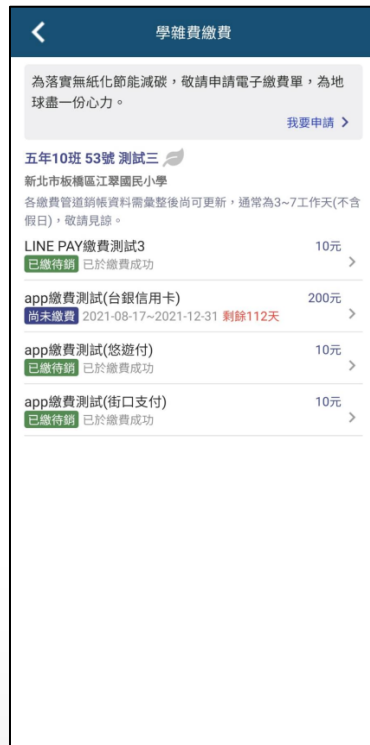 學雜費繳費
為落實無紙化節能減碳，敬請申請電子繳費單，為地
球盡一份心力。
我要申請
五年10班 53號 測試三
新北市板橋區江翠國民小學
各繳費管道銷帳資料需彙整後尚可更新，通常為3~7工作天(不含
假日)，敬請見諒。
LINE PAY繳費測試3 10元
已繳待銷 已於繳費成功
app繳費測試(台銀信用卡) 200元
尚未繳費 2021-08-17~2021-12-31 剩餘112天
app繳費測試(悠遊付) 10元
已繳待銷 已於繳費成功
app繳費測試(街口支付) 10元
已繳待銷 已於繳費成功